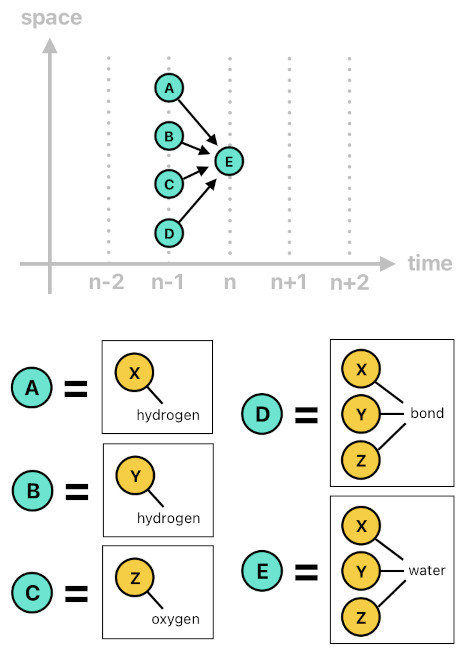 space
A
B
E
C
D
time
n-2 n-1 n n+1 n+2
A = X hydrogen
B = Y hydrogen
C = Z oxygen
D = X Y Z bond
E = X Y Z water